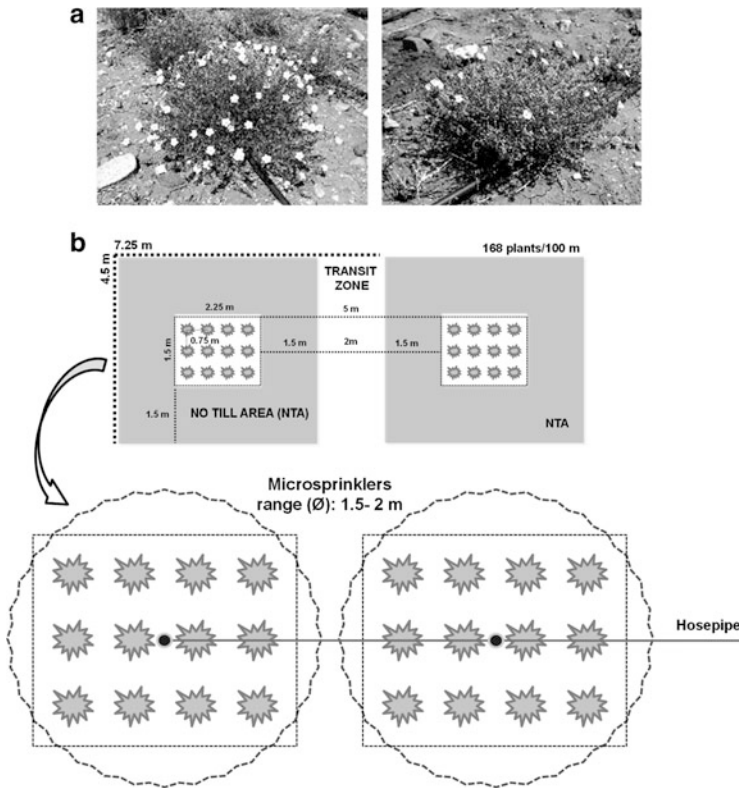 a
b
7.25 m
168 plants/100 m
4.5 m
TRANSIT
ZONE
2.25 m
5 m
0.75 m
1.5 m
1.5 m
2m
1.5 m
1.5 m
NO TILL AREA (NTA)
NTA
Microsprinklers
range (Ø): 1.5- 2 m
Hosepipe